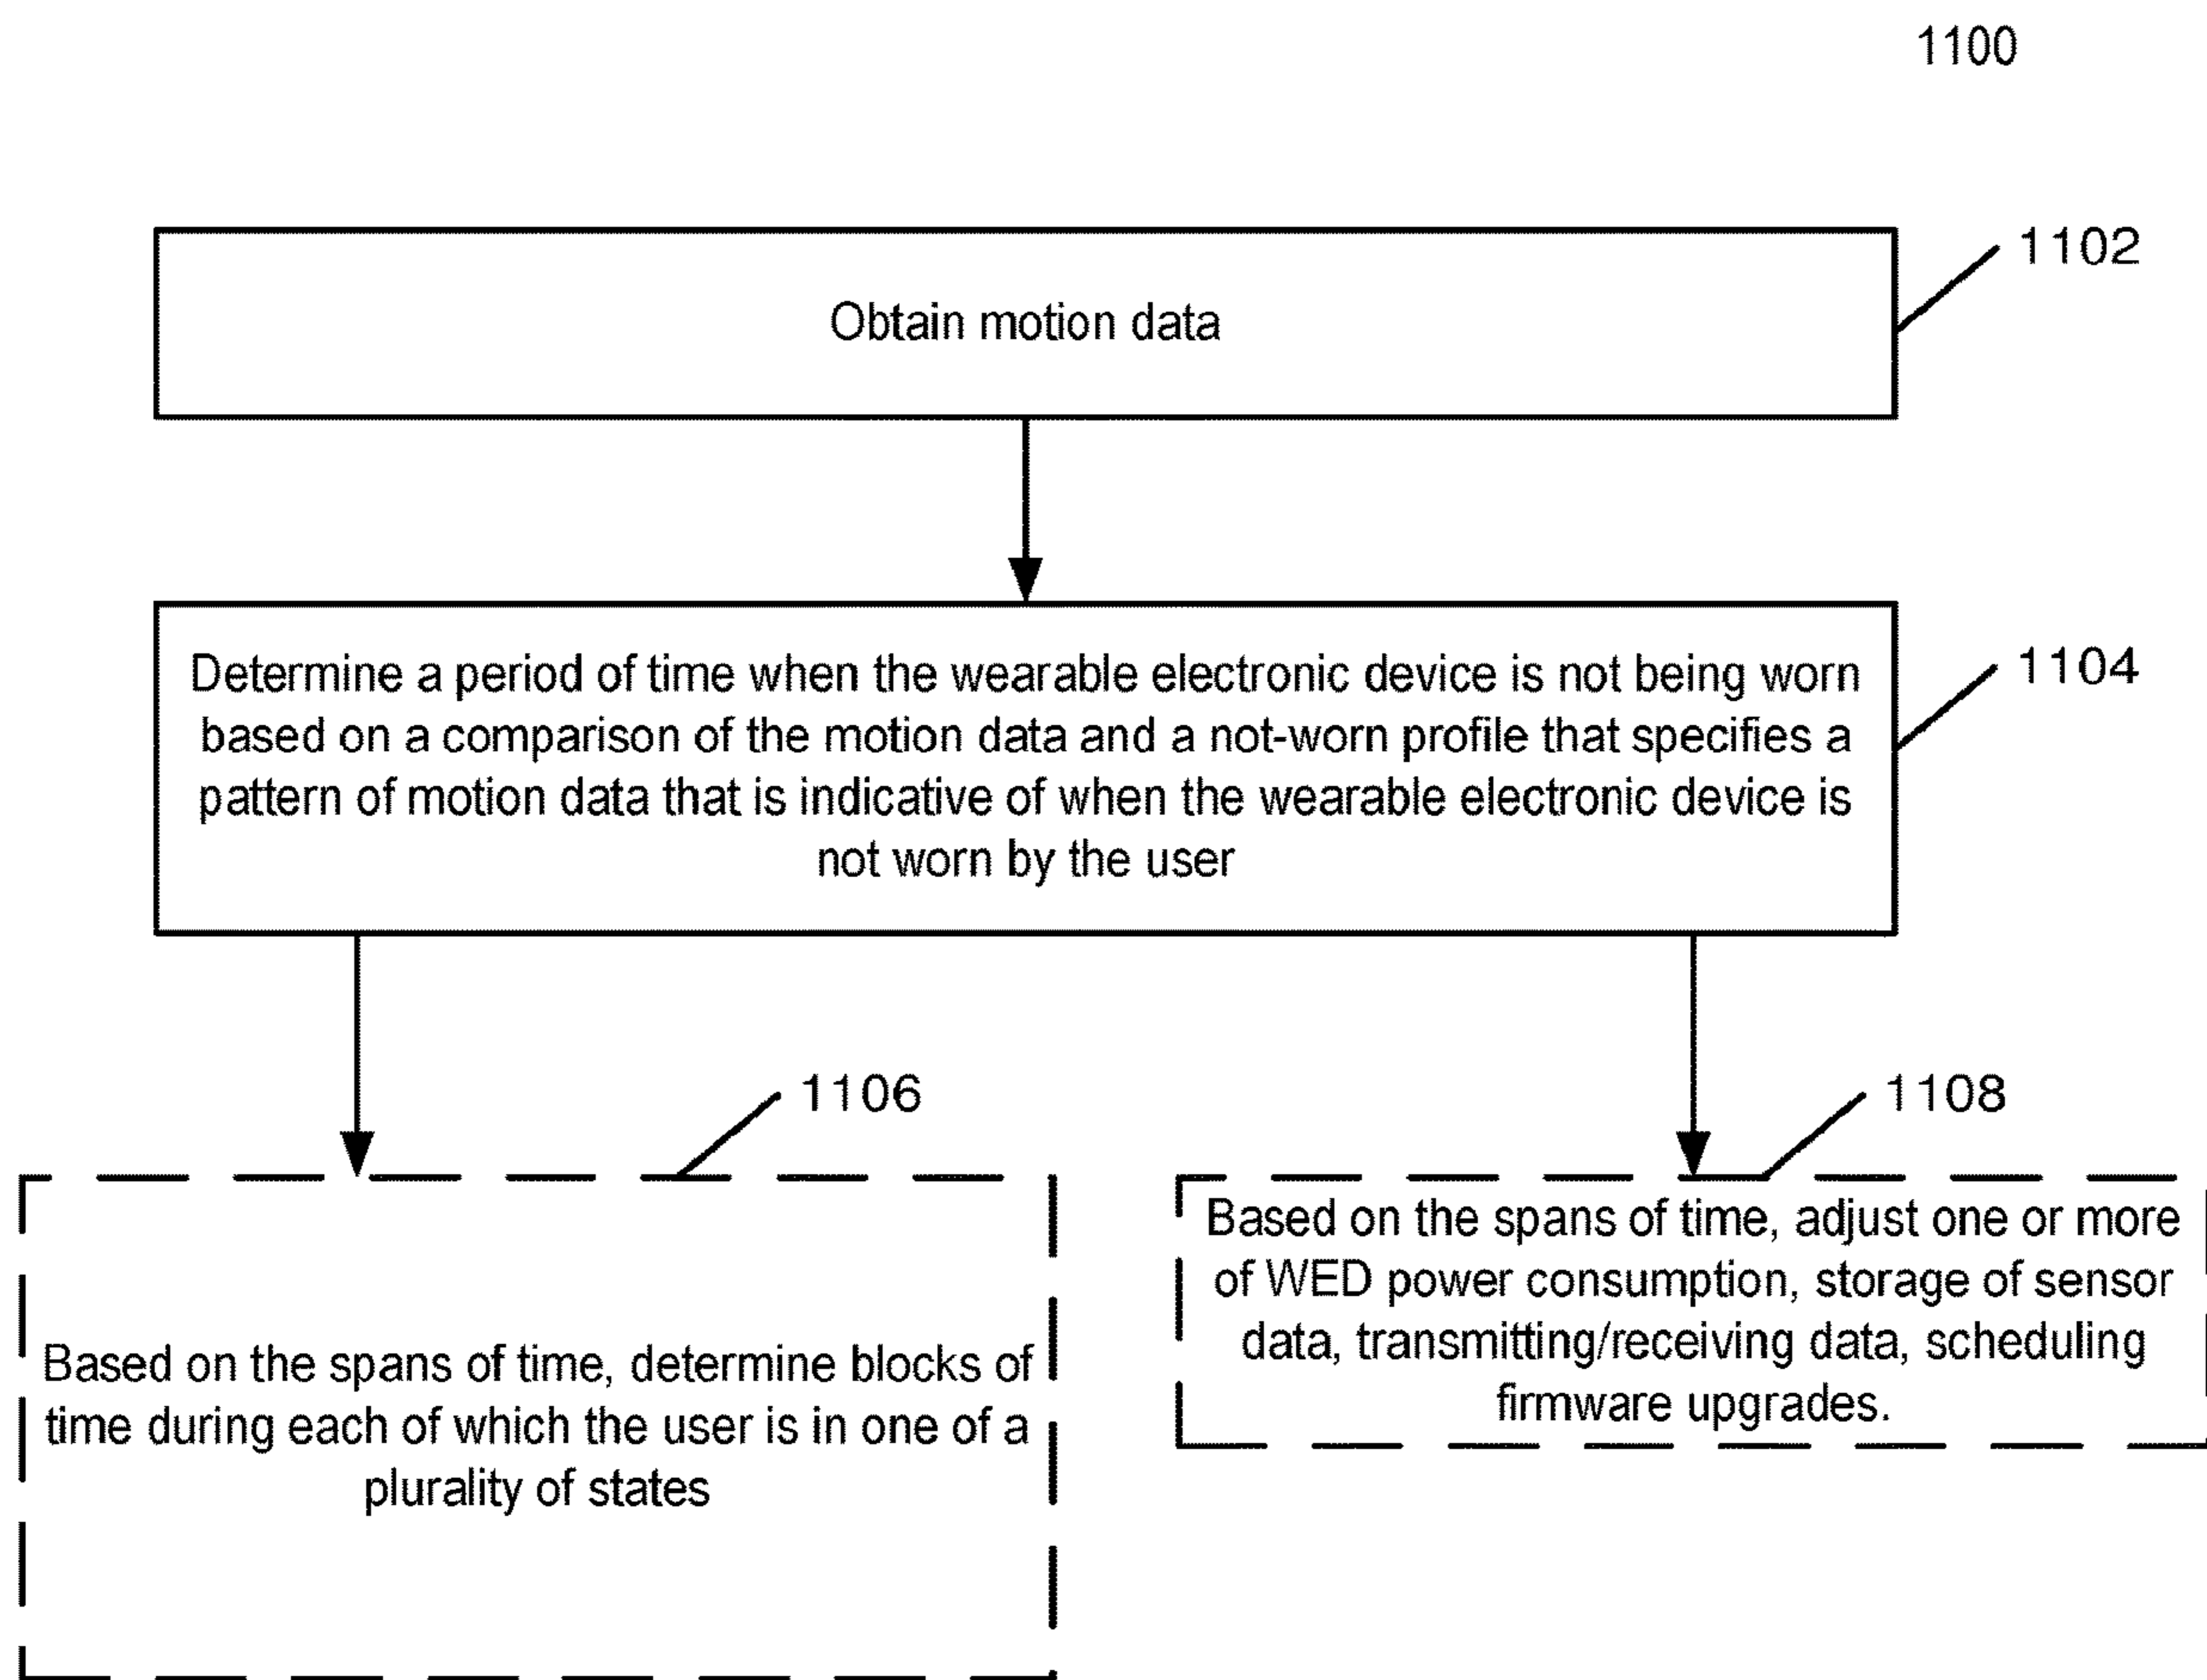 1100
1102
Obtain motion data
1104
Determine a period of time when the wearable electronic device is not being worn
based on a comparison of the motion data and a not-worn profile that specifies a
pattern of motion data that is indicative of when the wearable electronic device is
not worn by the user
1106
Based on the spans of time, determine blocks of
time during each of which the user is in one of a
plurality of states
1108
Based on the spans of time, adjust one or more
of WED power consumption, storage of sensor
data, transmitting/receiving data, scheduling
firmware upgrades.